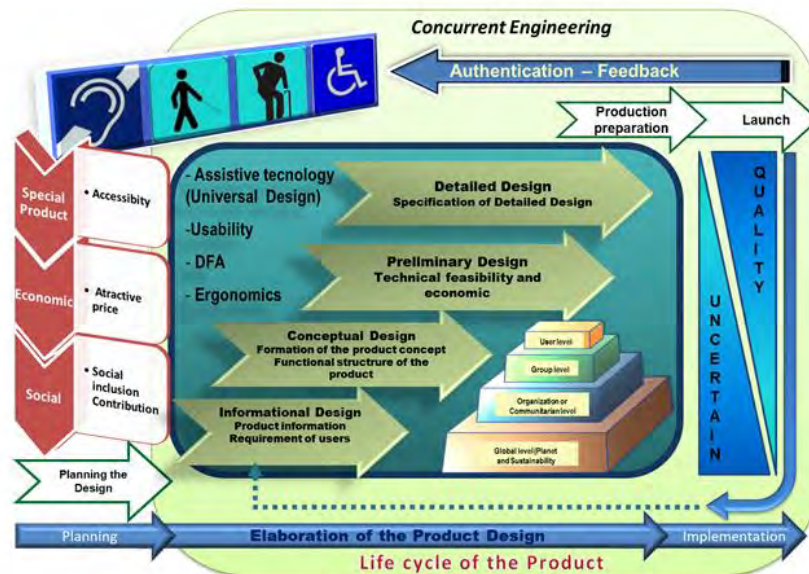 Concurrent Engineering
Authentication – Feedback
Production
preparation
Launch
Special
Product
• Accessibity
Economic
• Atractive
price
Social
• Social
inclusion
Contribution
- Assistive tecnology
(Universal Design)
-Usability
- DFA
- Ergonomics
Detailed Design
Specification of Detailed Design
Preliminary Design
Technical feasibility and
economic
Conceptual Design
Formation of the product concept
Functional structure of the
product
Informational Design
Product information
Requirement of users
User level
Group level
Organization or
Communitarian level
Global level/Planet
and Sustainability
UNCERTAIN
QUALITY
Planning the
Design
Planning
Elaboration of the Product Design
Implementation
Life cycle of the Product